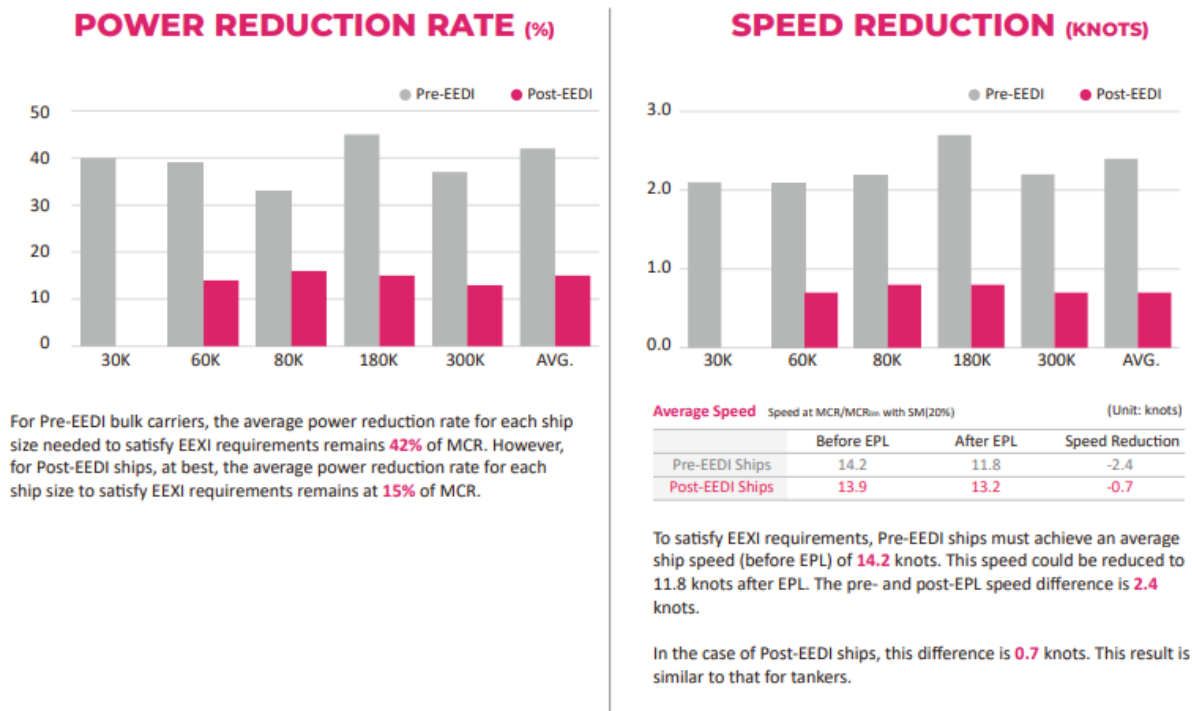 POWER REDUCTION RATE (%)
Pre-EEDI Post-EEDI
50
40
30
20
10
0
30K 60K 80K 180K 300K AVG.
For Pre-EEDI bulk carriers, the average power reduction rate for each ship
size needed to satisfy EEXI requirements remains 42% of MCR. However,
for Post-EEDI ships, at best, the average power reduction rate for each
ship size to satisfy EEXI requirements remains at 15% of MCR.
SPEED REDUCTION (KNOTS)
Pre-EEDI Post-EEDI
3.0
2.0
1.0
0.0
30K 60K 80K 180K 300K AVG.
Average Speed Speed at MCR/MCRlim with SM(20%) (Unit: knots)
Before EPL After EPL Speed Reduction
Pre-EEDI Ships 14.2 11.8 -2.4
Post-EEDI Ships 13.9 13.2 -0.7
To satisfy EEXI requirements, Pre-EEDI ships must achieve an average
ship speed (before EPL) of 14.2 knots. This speed could be reduced to
11.8 knots after EPL. The pre- and post-EPL speed difference is 2.4
knots.
In the case of Post-EEDI ships, this difference is 0.7 knots. This result is
similar to that for tankers.